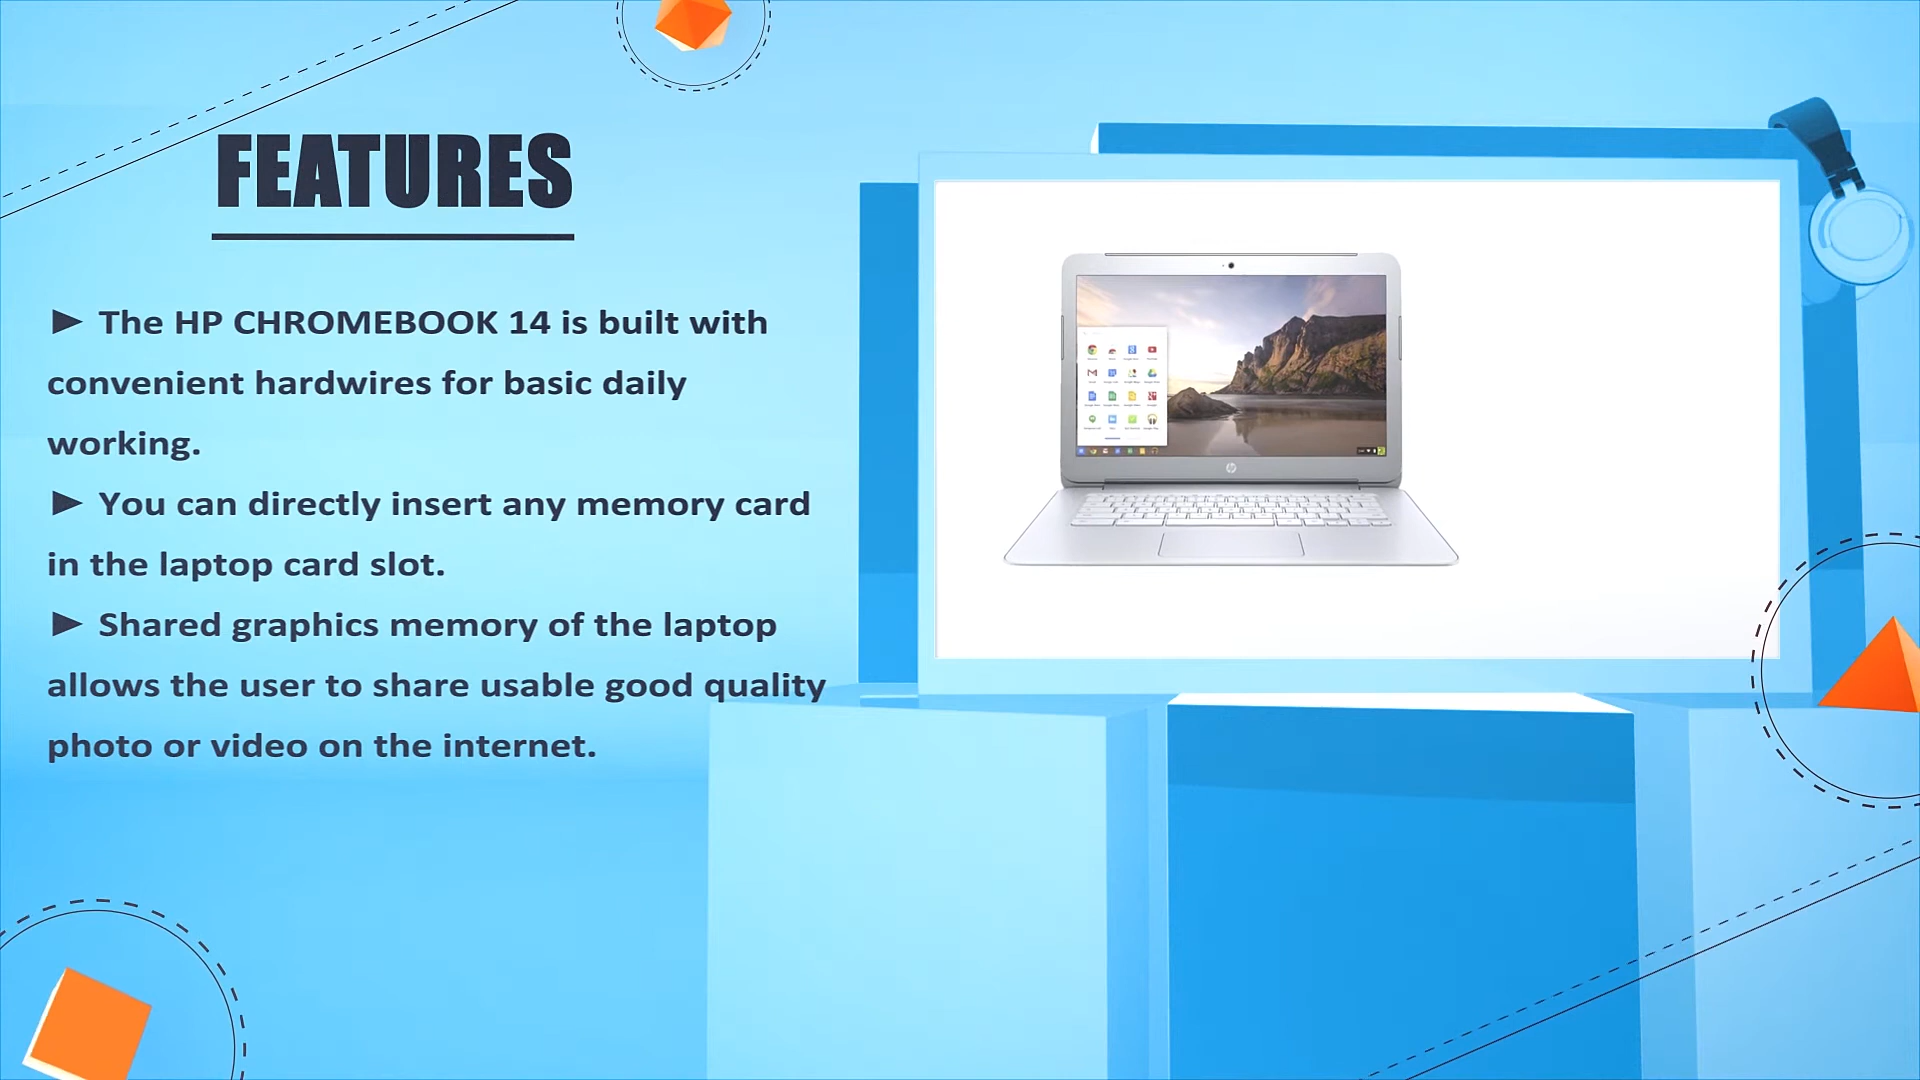 FEATURES
► The HP CHROMEBOOK 14 is built with
convenient hardwires for basic daily
working.
► You can directly insert any memory card
in the laptop card slot.
► Shared graphics memory of the laptop
allows the user to share usable good quality
photo or video on the internet.
hp